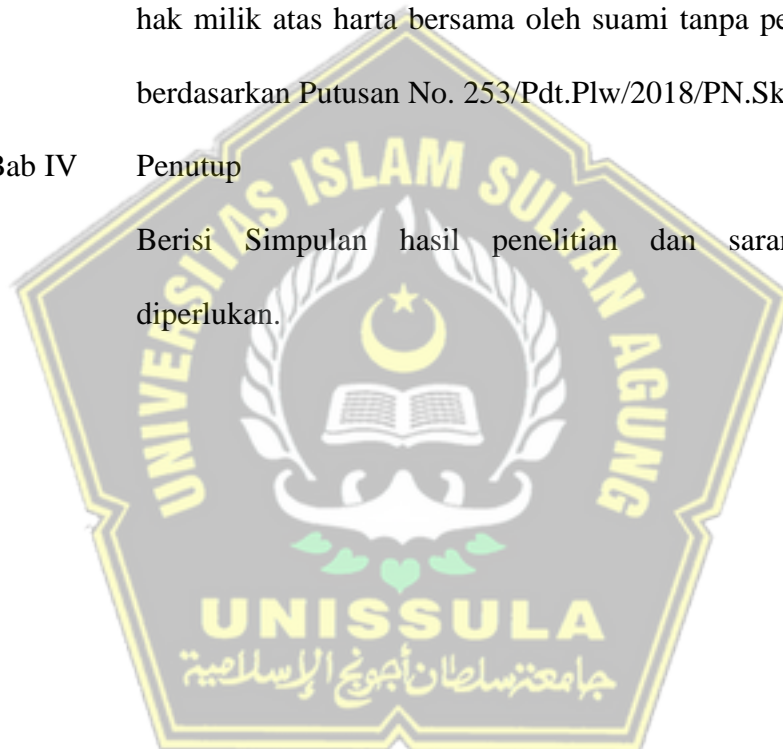 hak milik atas harta bersama oleh suami tanpa
berdasarkan Putusan No. 253/Pdt.Plw/2018/PN.Sk
Bab IV Penutup
Berisi Simpulan hasil penelitian dan saran
diperlukan.
UNIVERSITAS ISLAM SULTAN AGUNG
UNISSULA
جامعة سلطان أجونج الإسلامية